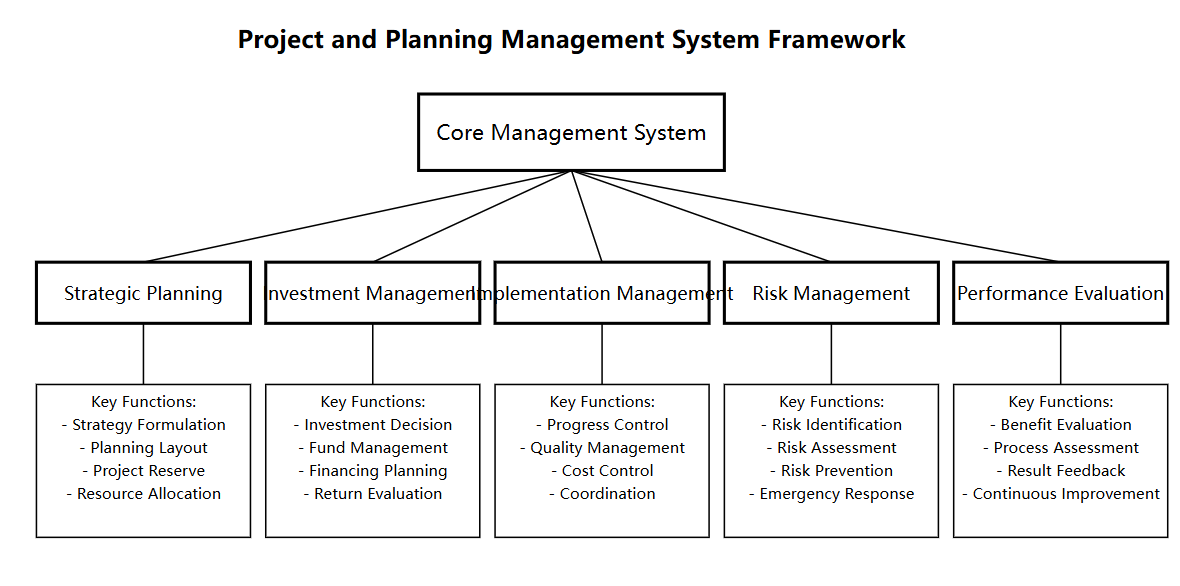 Project and Planning Management System Framework
Core Management System
Strategic Planning
Investment Management
Implementation Management
Risk Management
Performance Evaluation
Key Functions:
- Strategy Formulation
- Planning Layout
- Project Reserve
- Resource Allocation
Key Functions:
- Investment Decision
- Fund Management
- Financing Planning
- Return Evaluation
Key Functions:
- Progress Control
- Quality Management
- Cost Control
- Coordination
Key Functions:
- Risk Identification
- Risk Assessment
- Risk Prevention
- Emergency Response
Key Functions:
- Benefit Evaluation
- Process Assessment
- Result Feedback
- Continuous Improvement